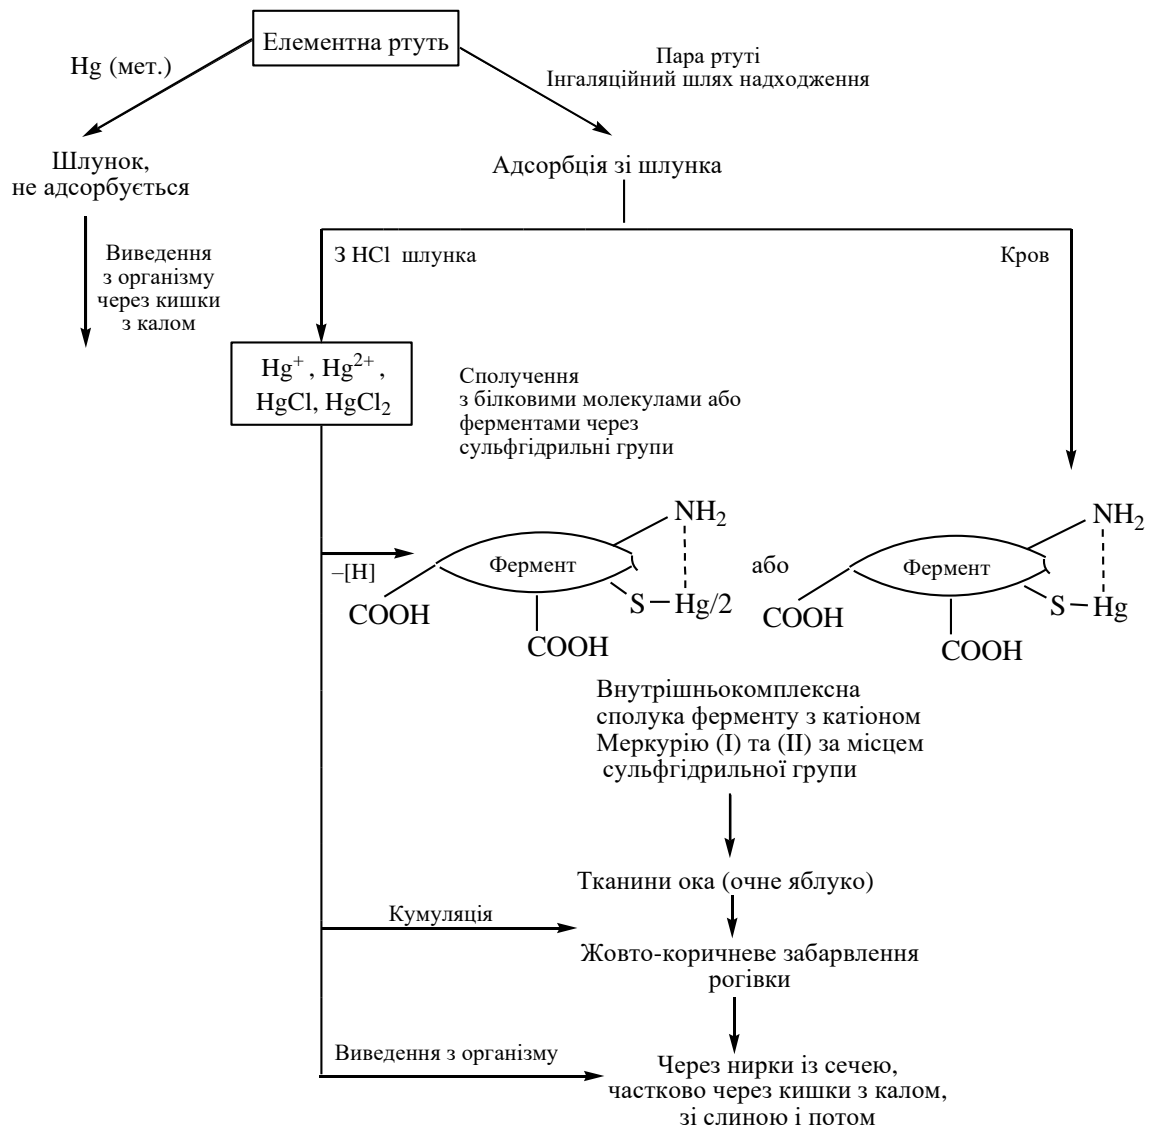 Елементна ртуть
Hg (мет.)
Пара ртуті
Інгаляційний шлях надходження
Шлунок,
не адсорбується
Адсорбція зі шлунка
Виведення
з організму
через кишки
з калом
З HCl шлунка
Кров
Hg⁺ , Hg²⁺ ,
HgCl, HgCl₂
Сполучення
з білковими молекулами або
ферментами через
сульфгідрильні групи
NH₂
Фермент
–[H]
COOH
S – Hg/2
COOH
або
NH₂
Фермент
COOH
S – Hg
COOH
Внутрішньокомплексна
сполука ферменту з катіоном
Меркурію (I) та (II) за місцем
сульфгідрильної групи
Тканини ока (очне яблуко)
Кумуляція
Жовто-коричневе забарвлення
рогівки
Виведення з організму
Через нирки із сечею,
частково через кишки з калом,
зі слиною і потом